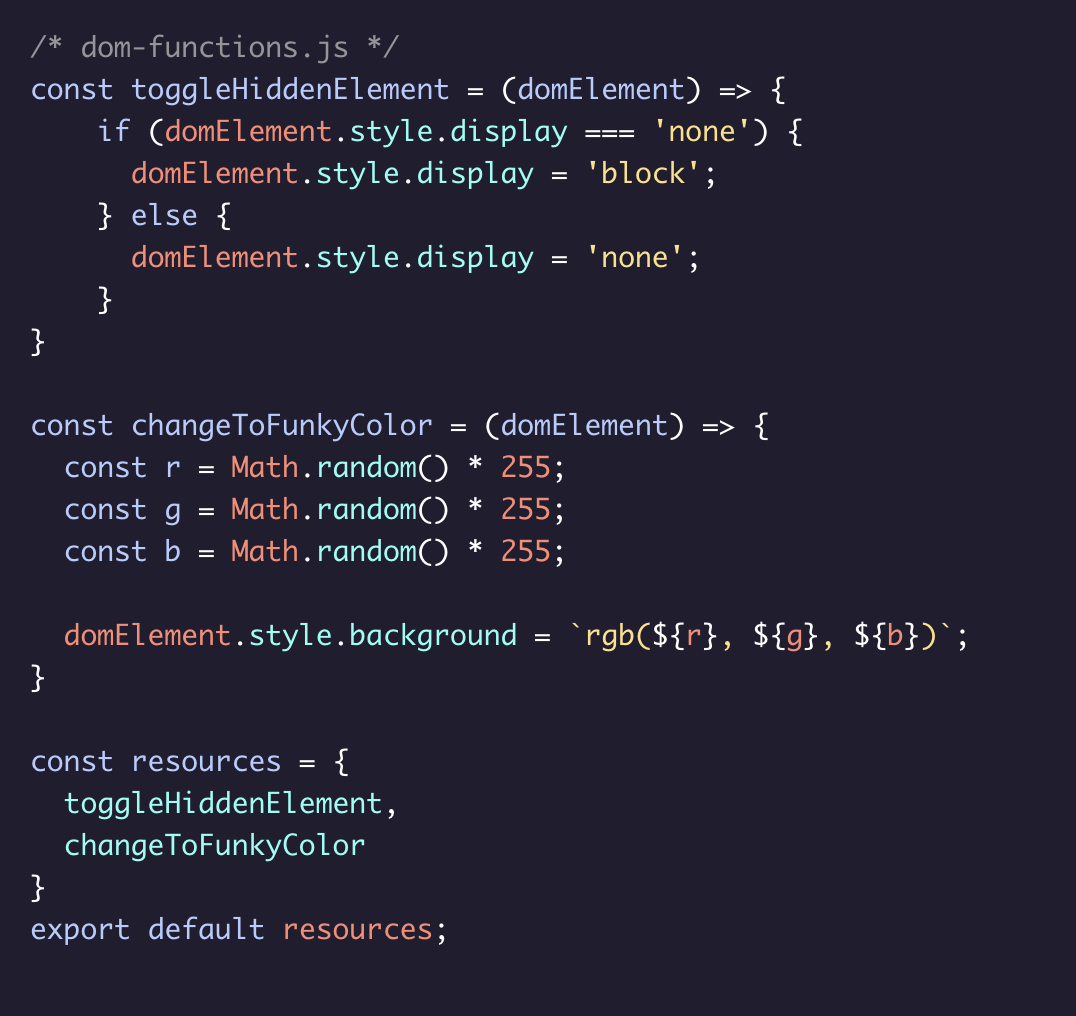 /* dom-functions.js */
const toggleHiddenElement = (domElement) => {
    if (domElement.style.display === 'none') {
      domElement.style.display = 'block';
    } else {
      domElement.style.display = 'none';
    }
}

const changeToFunkyColor = (domElement) => {
  const r = Math.random() * 255;
  const g = Math.random() * 255;
  const b = Math.random() * 255;

  domElement.style.background = `rgb(${r}, ${g}, ${b})`;
}

const resources = {
  toggleHiddenElement,
  changeToFunkyColor
}
export default resources;